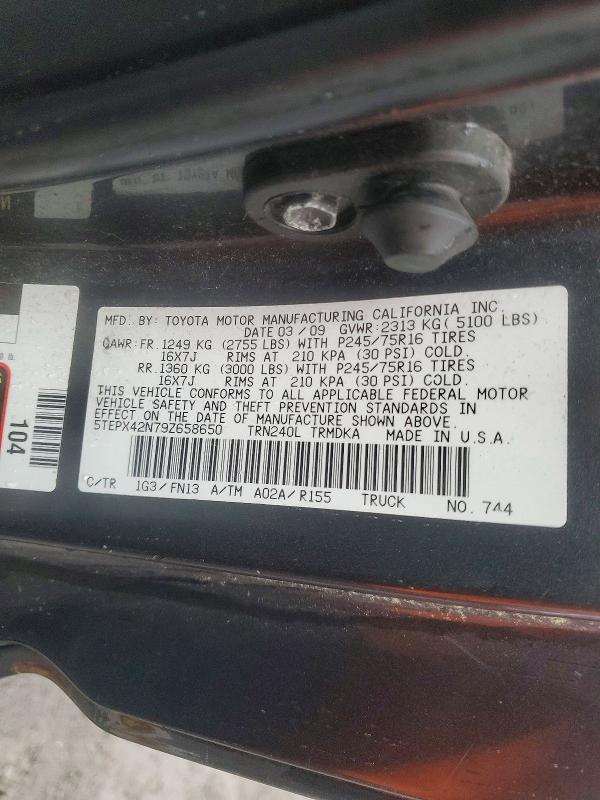 MFD. BY: TOYOTA MOTOR MANUFACTURING CALIFORNIA INC.
DATE 03 / 09 GVWR: 2313 KG ( 5100 LBS)
GAWR: FR. 1249 KG (2755 LBS) WITH P245/75R16 TIRES
16X7J RIMS AT 210 KPA (30 PSI) COLD.
RR. 1360 KG (3000 LBS) WITH P245/75R16 TIRES
16X7J RIMS AT 210 KPA (30 PSI) COLD.
THIS VEHICLE CONFORMS TO ALL APPLICABLE FEDERAL MOTOR
VEHICLE SAFETY AND THEFT PREVENTION STANDARDS IN
EFFECT ON THE DATE OF MANUFACTURE SHOWN ABOVE.
5TEPX42N79Z658650 TRN240L TRMDKA MADE IN U.S.A.
C/TR 1G3/FN13 A/TM A02A/R155 TRUCK NO. 744
104